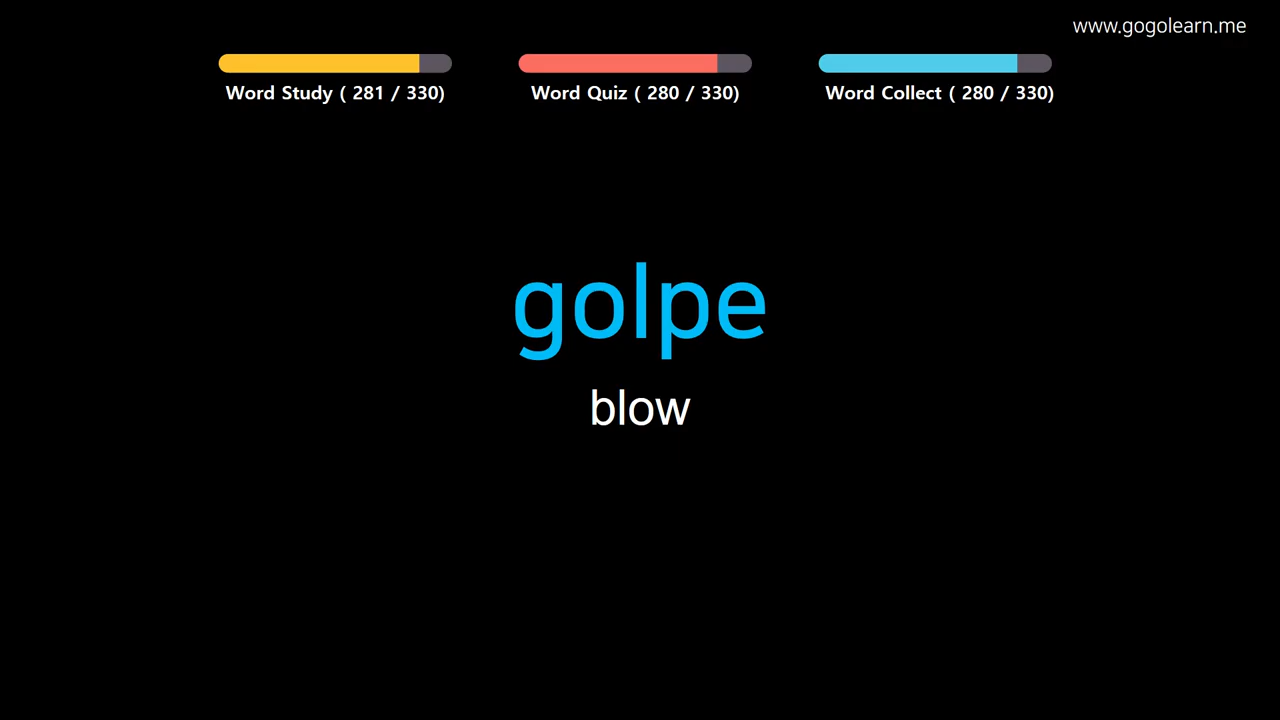 www.gogolearn.me
Word Study ( 281 / 330)
Word Quiz ( 280 / 330)
Word Collect ( 280 / 330)
golpe
blow